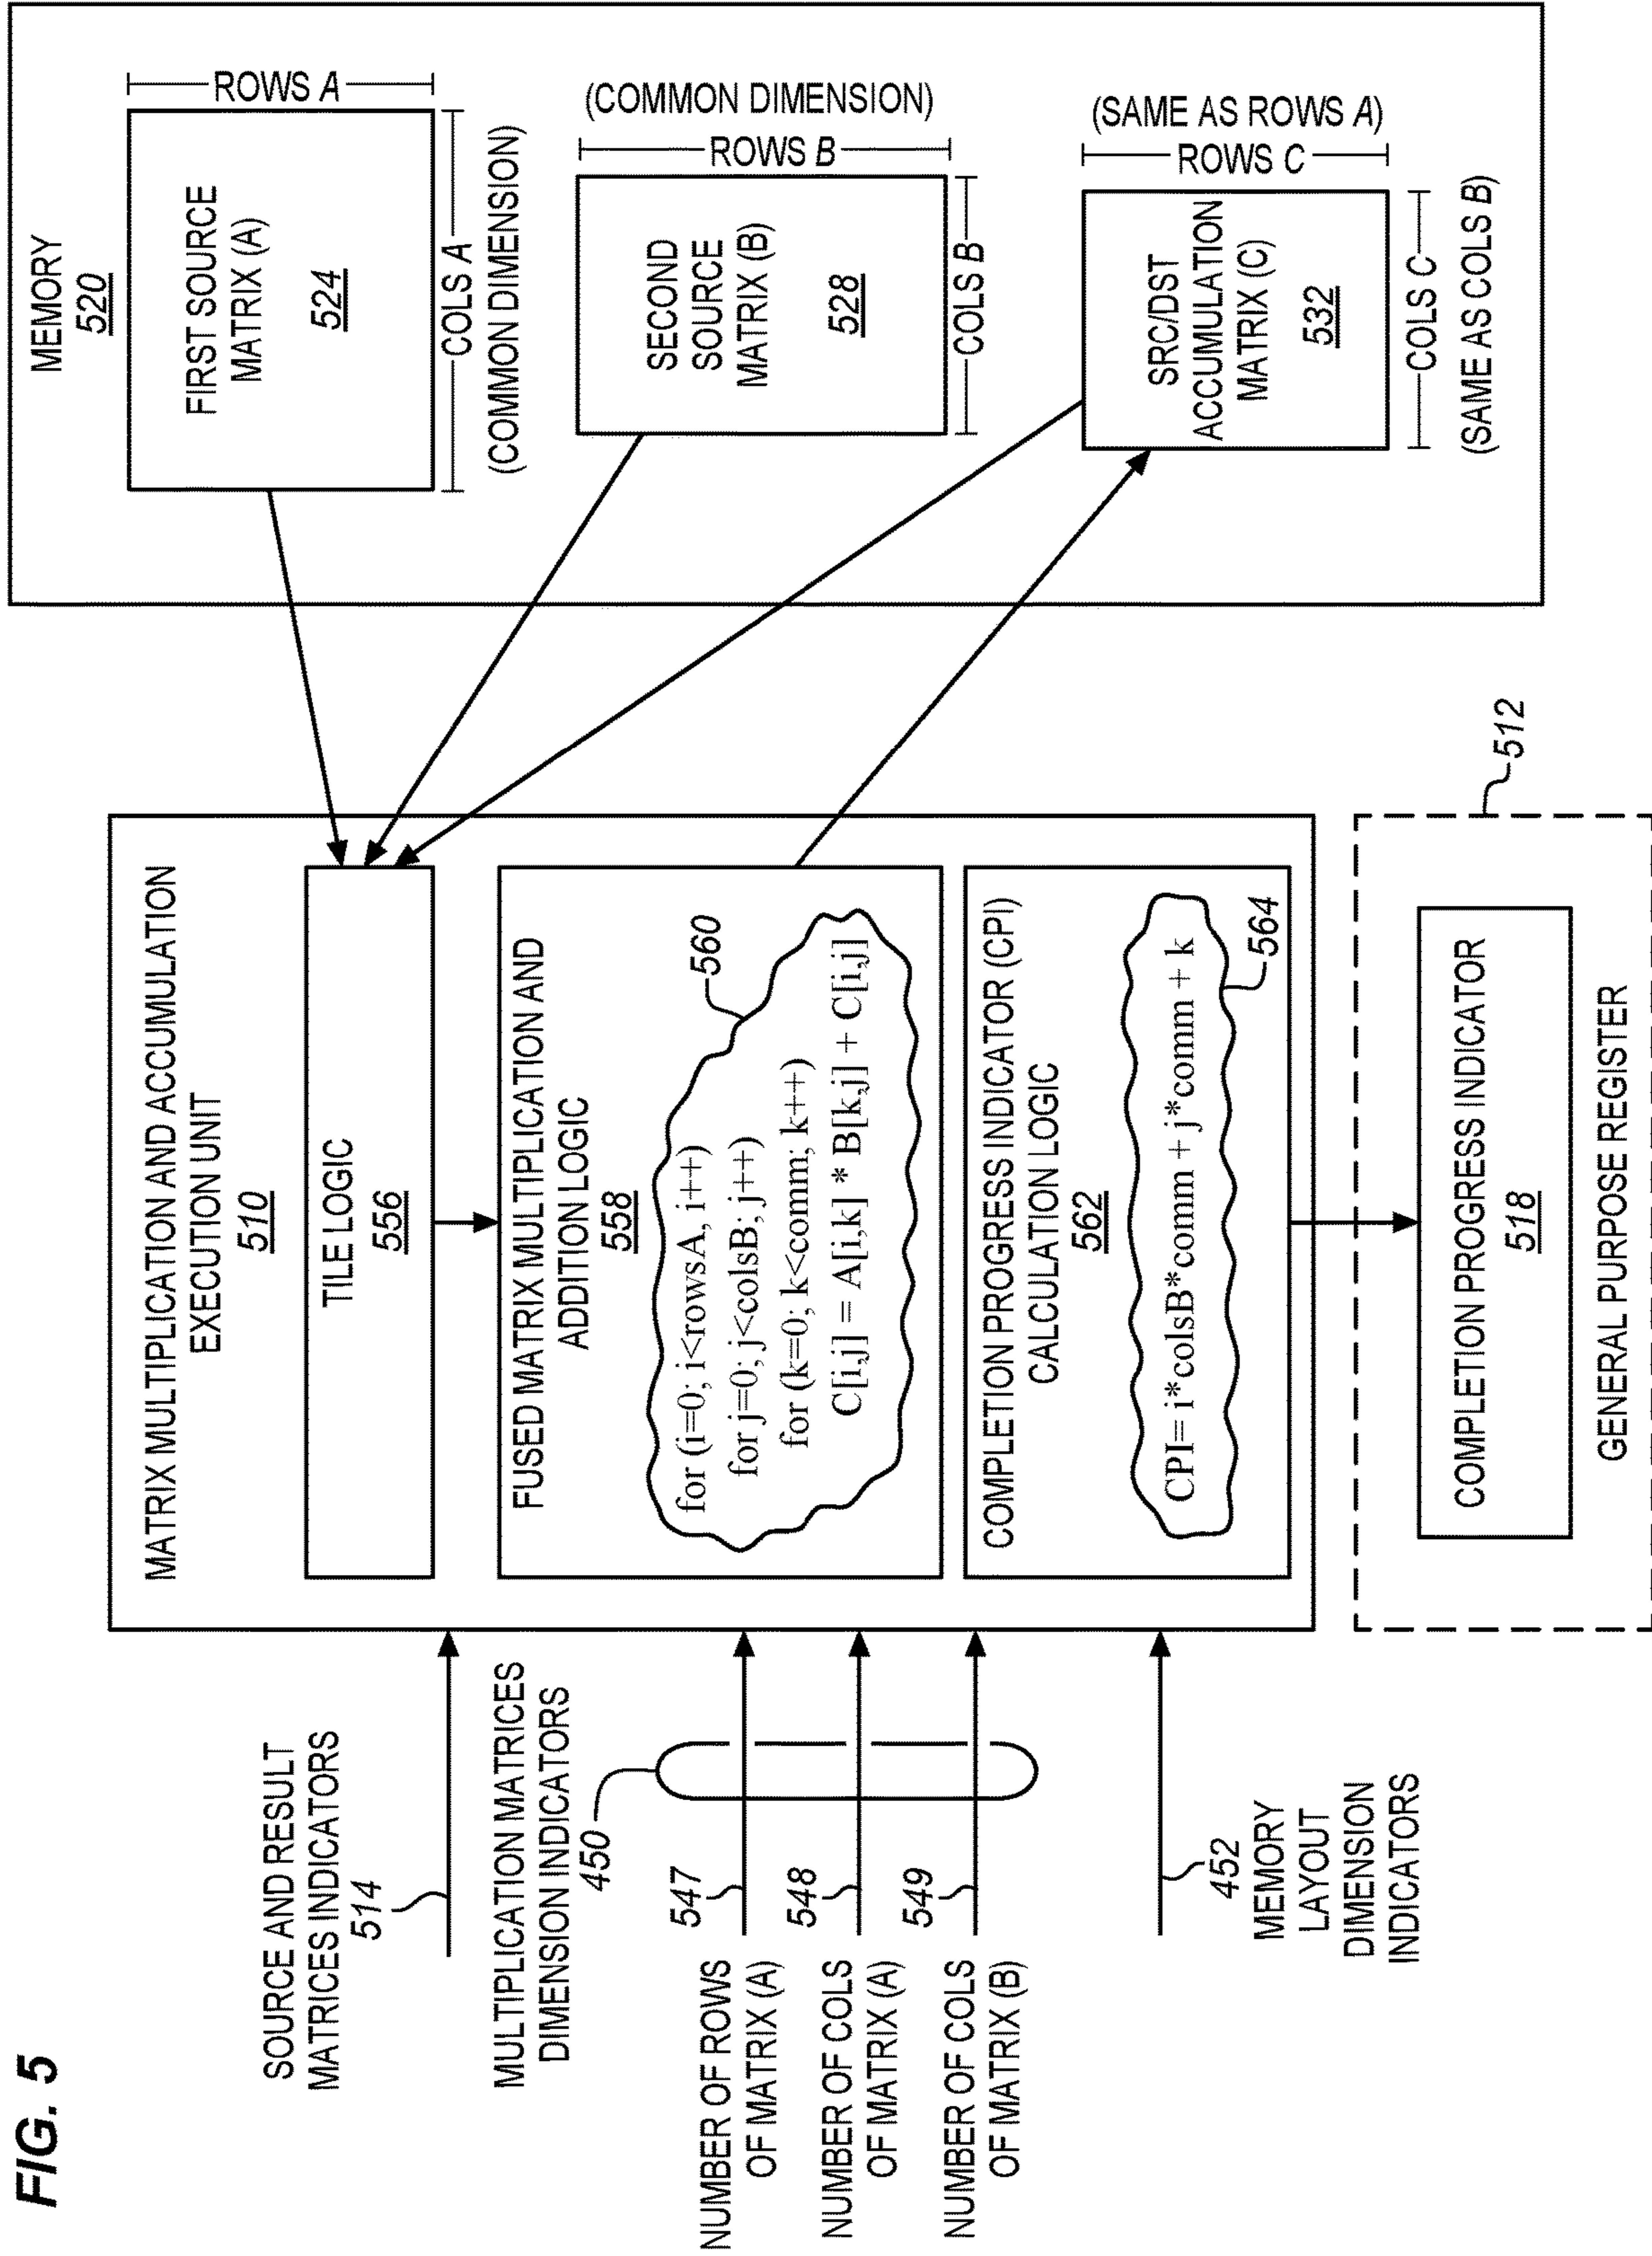 FIG. 5
SOURCE AND RESULT
MATRICES INDICATORS
514
MULTIPLICATION MATRICES
DIMENSION INDICATORS
450
547
NUMBER OF ROWS
OF MATRIX (A)
548
NUMBER OF COLS
OF MATRIX (A)
549
NUMBER OF COLS
OF MATRIX (B)
452
MEMORY
LAYOUT
DIMENSION
INDICATORS
MATRIX MULTIPLICATION AND ACCUMULATION
EXECUTION UNIT
510
TILE LOGIC
556
FUSED MATRIX MULTIPLICATION AND
ADDITION LOGIC
558
560
for (i=0; i<rowsA, i++)
for j=0; j<colsB; j++)
for (k=0; k<comm; k++)
C[i,j] = A[i,k] * B[k,j] + C[i,j]
COMPLETION PROGRESS INDICATOR (CPI)
CALCULATION LOGIC
562
CPI= i*colsB*comm + j*comm + k
564
COMPLETION PROGRESS INDICATOR
518
GENERAL PURPOSE REGISTER
512
MEMORY
520
FIRST SOURCE
MATRIX (A)
524
ROWS A
COLS A
(COMMON DIMENSION)
SECOND
SOURCE
MATRIX (B)
528
(COMMON DIMENSION)
ROWS B
COLS B
SRC/DST
ACCUMULATION
MATRIX (C)
532
(SAME AS ROWS A)
ROWS C
COLS C
(SAME AS COLS B)